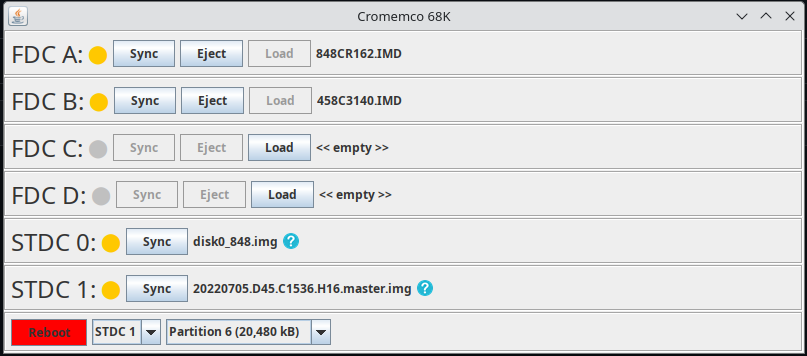 Cromemco 68K
FDC A: Sync Eject Load 848CR162.IMD
FDC B: Sync Eject Load 458C3140.IMD
FDC C: Sync Eject Load << empty >>
FDC D: Sync Eject Load << empty >>
STDC 0: Sync disk0_848.img ?
STDC 1: Sync 20220705.D45.C1536.H16.master.img ?
Reboot STDC 1 Partition 6 (20,480 kB)